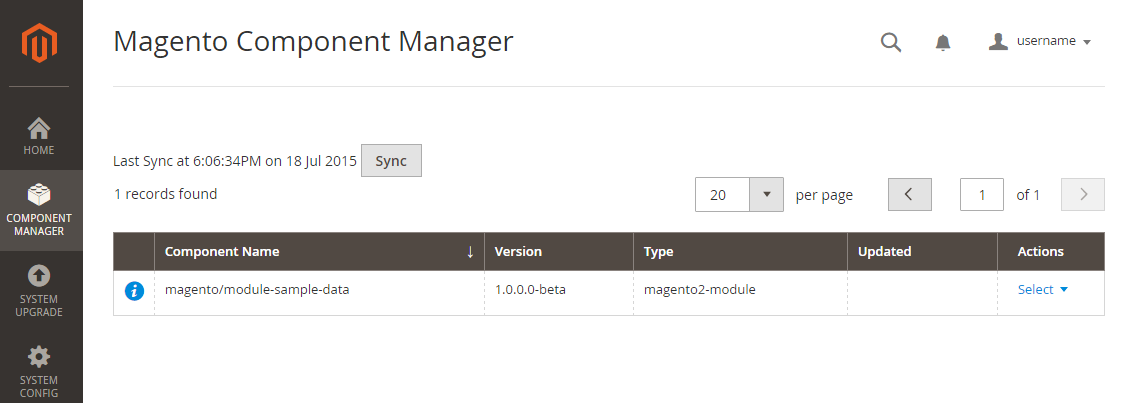 Magento Component Manager
username
HOME
COMPONENT
MANAGER
SYSTEM
UPGRADE
SYSTEM
CONFIG
Last Sync at 6:06:34PM on 18 Jul 2015 Sync
1 records found
20 per page 1 of 1
Component Name ↓ Version Type Updated Actions
magento/module-sample-data 1.0.0.0-beta magento2-module Select